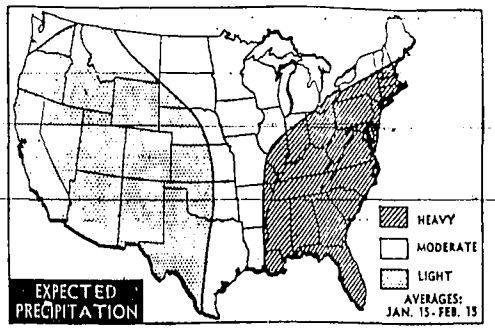 HEAVY
MODERATE
LIGHT
AVERAGES:
JAN. 15 - FEB. 15
EXPECTED
PRECIPITATION